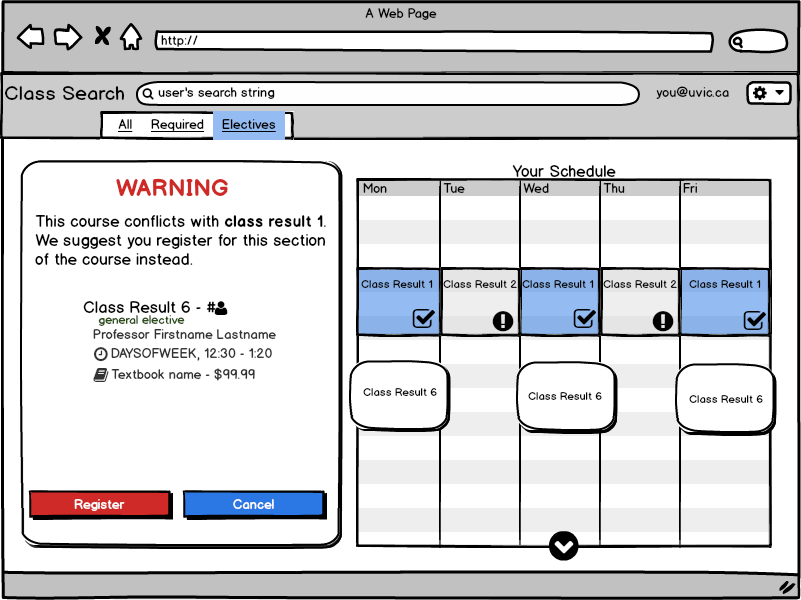 A Web Page
http://
Class Search
user's search string
you@uvic.ca
All Required Electives
WARNING
This course conflicts with class result 1.
We suggest you register for this section
of the course instead.
Class Result 6 - #
general elective
Professor Firstname Lastname
DAYSOFWEEK, 12:30 - 1:20
Textbook name - $99.99
Register Cancel
Your Schedule
Mon Tue Wed Thu Fri
Class Result 1 Class Result 2 Class Result 1 Class Result 2 Class Result 1
Class Result 6 Class Result 6 Class Result 6